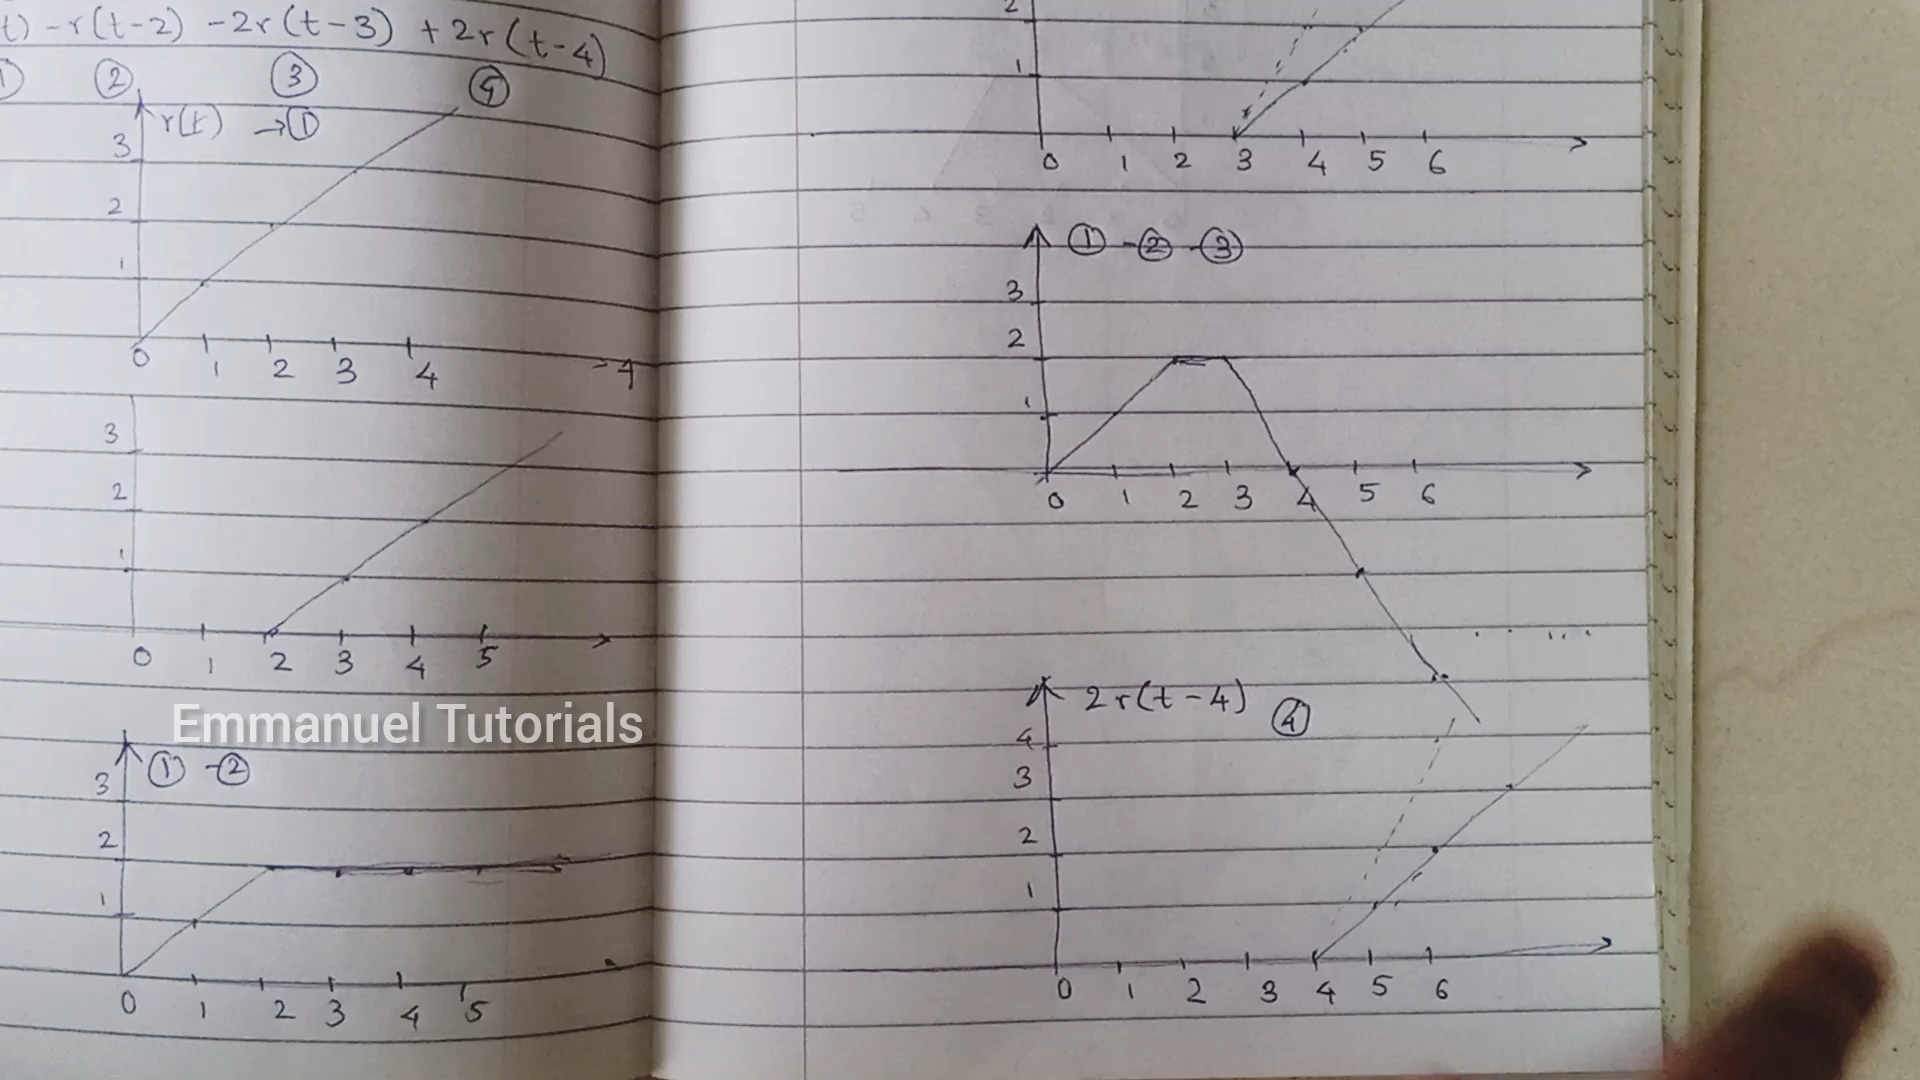 t) - r(t-2) - 2r(t-3) + 2r(t-4)
① ② ③ ④
r(t) → ①
3
2
1
0 1 2 3 4
3
2
1
0 1 2 3 4 5
Emmanuel Tutorials
① - ②
3
2
1
0 1 2 3 4 5
2
1
0 1 2 3 4 5 6
① - ② - ③
3
2
1
0 1 2 3 4 5 6
2r(t-4) ④
4
3
2
1
0 1 2 3 4 5 6